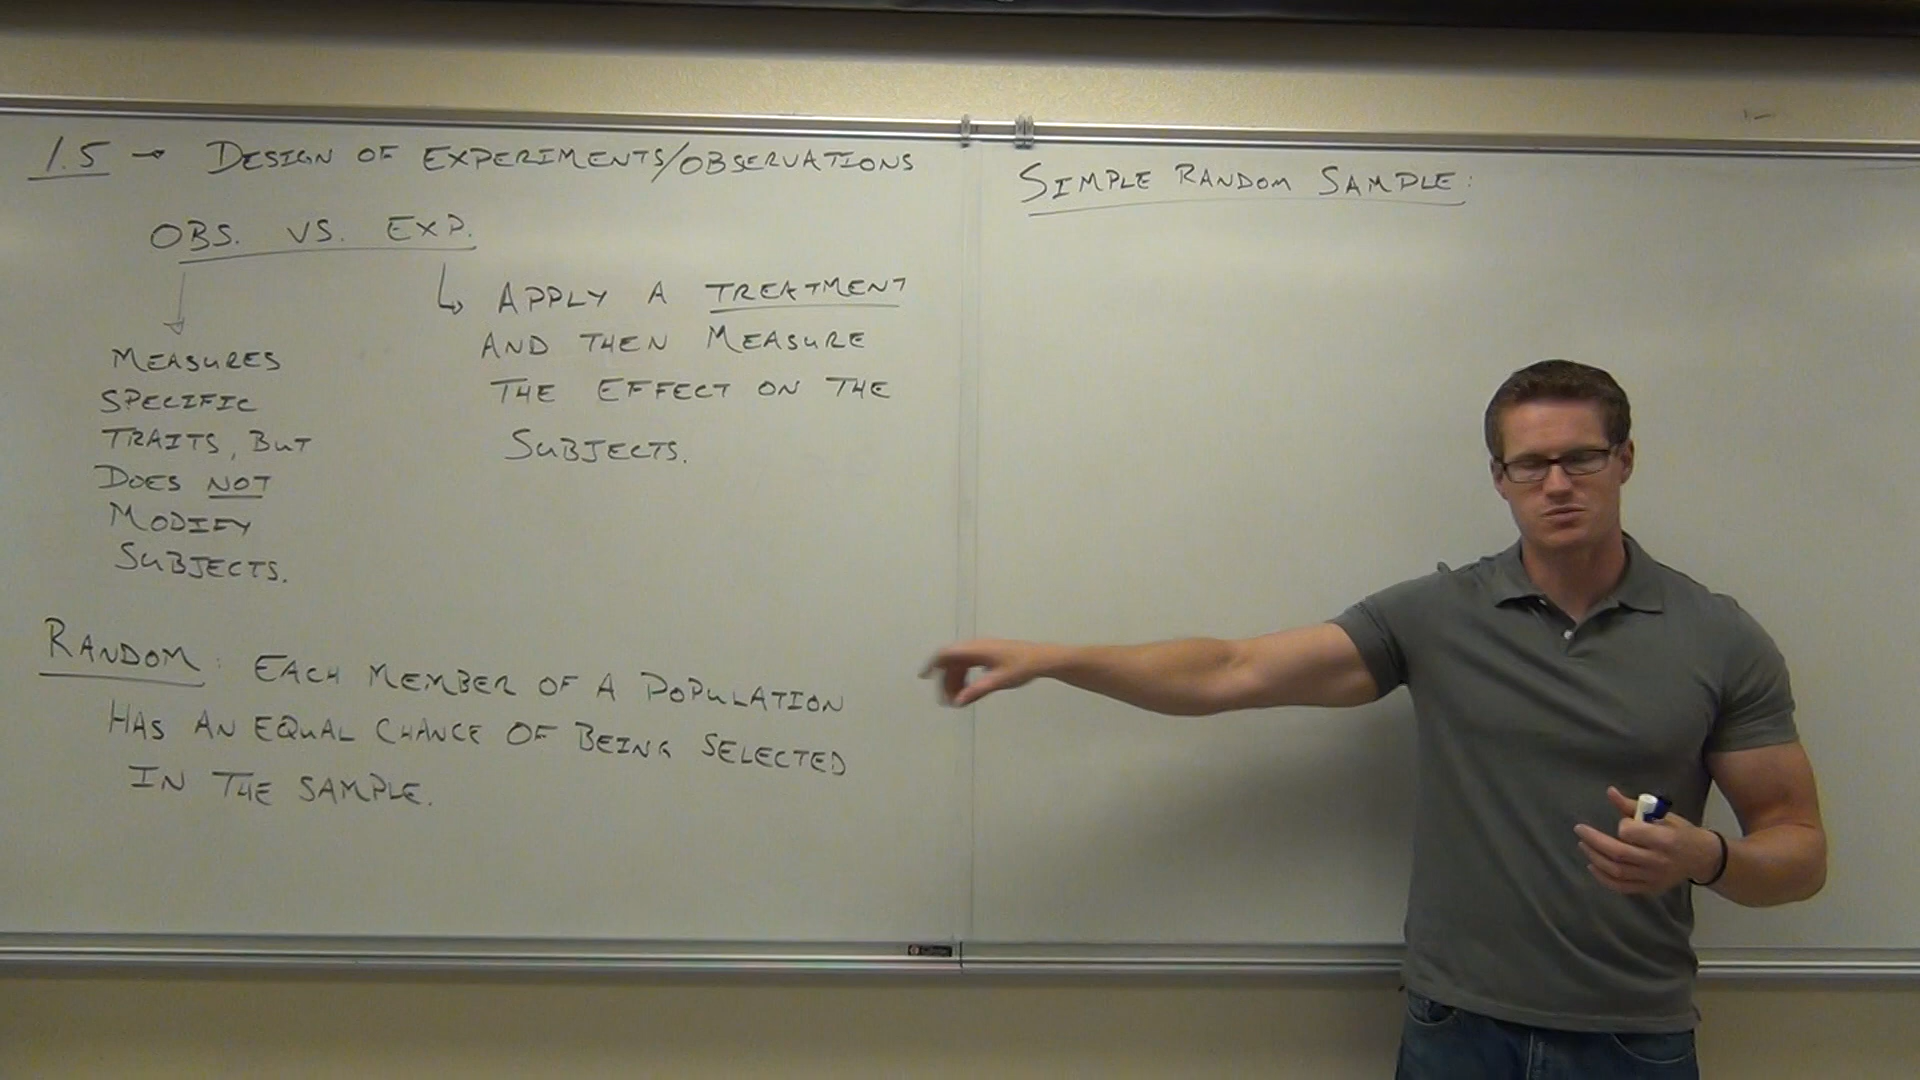 1.5 → DESIGN OF EXPERIMENTS/OBSERVATIONS
OBS. VS. EXP.
MEASURES
SPECIFIC
TRAITS, BUT
DOES NOT
MODIFY
SUBJECTS.
↳ APPLY A TREATMENT
AND THEN MEASURE
THE EFFECT ON THE
SUBJECTS.
RANDOM: EACH MEMBER OF A POPULATION
HAS AN EQUAL CHANCE OF BEING SELECTED
IN THE SAMPLE.
SIMPLE RANDOM SAMPLE: